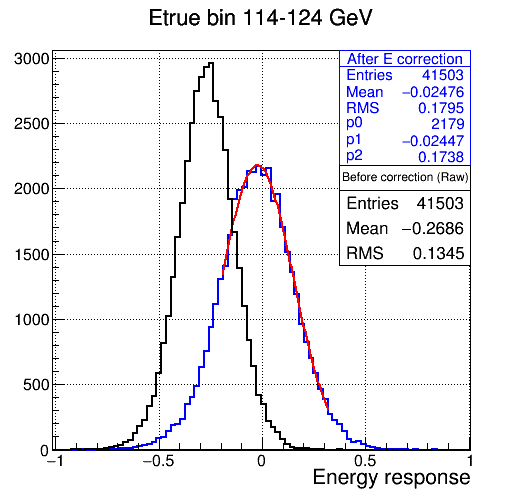 Etrue bin 114-124 GeV
After E correction
Entries 41503
Mean −0.02476
RMS 0.1795
p0 2179
p1 −0.02447
p2 0.1738
Before correction (Raw)
Entries 41503
Mean −0.2686
RMS 0.1345
3000
2500
2000
1500
1000
500
0
−1 −0.5 0 0.5 1
Energy response